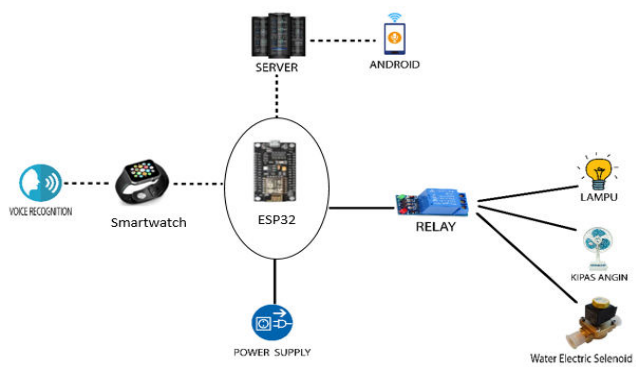 SERVER
ANDROID
VOICE RECOGNITION
Smartwatch
ESP32
RELAY
LAMPU
KIPAS ANGIN
Water Electric Selenoid
POWER SUPPLY